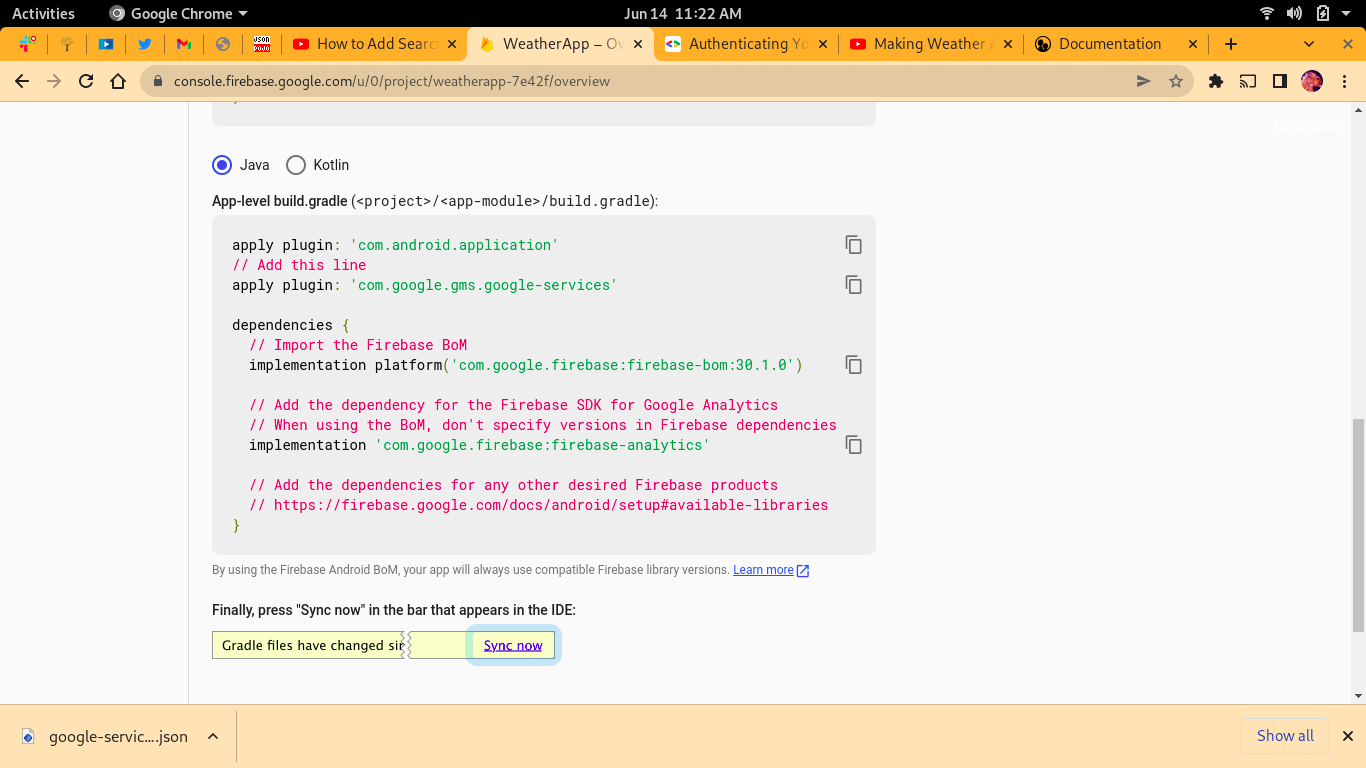 Activities
Google Chrome
Jun 14 11:22 AM
JSON
POJO
How to Add Searc
WeatherApp – Ov
Authenticating Yo
Making Weather A
Documentation
console.firebase.google.com/u/0/project/weatherapp-7e42f/overview
Go to docs
Java
Kotlin
App-level build.gradle (<project>/<app-module>/build.gradle):
apply plugin: 'com.android.application'
// Add this line
apply plugin: 'com.google.gms.google-services'
dependencies {
// Import the Firebase BoM
implementation platform('com.google.firebase:firebase-bom:30.1.0')
// Add the dependency for the Firebase SDK for Google Analytics
// When using the BoM, don't specify versions in Firebase dependencies
implementation 'com.google.firebase:firebase-analytics'
// Add the dependencies for any other desired Firebase products
// https://firebase.google.com/docs/android/setup#available-libraries
}
By using the Firebase Android BoM, your app will always use compatible Firebase library versions. Learn more
Finally, press "Sync now" in the bar that appears in the IDE:
Gradle files have changed sin
Sync now
google-servic....json
Show all